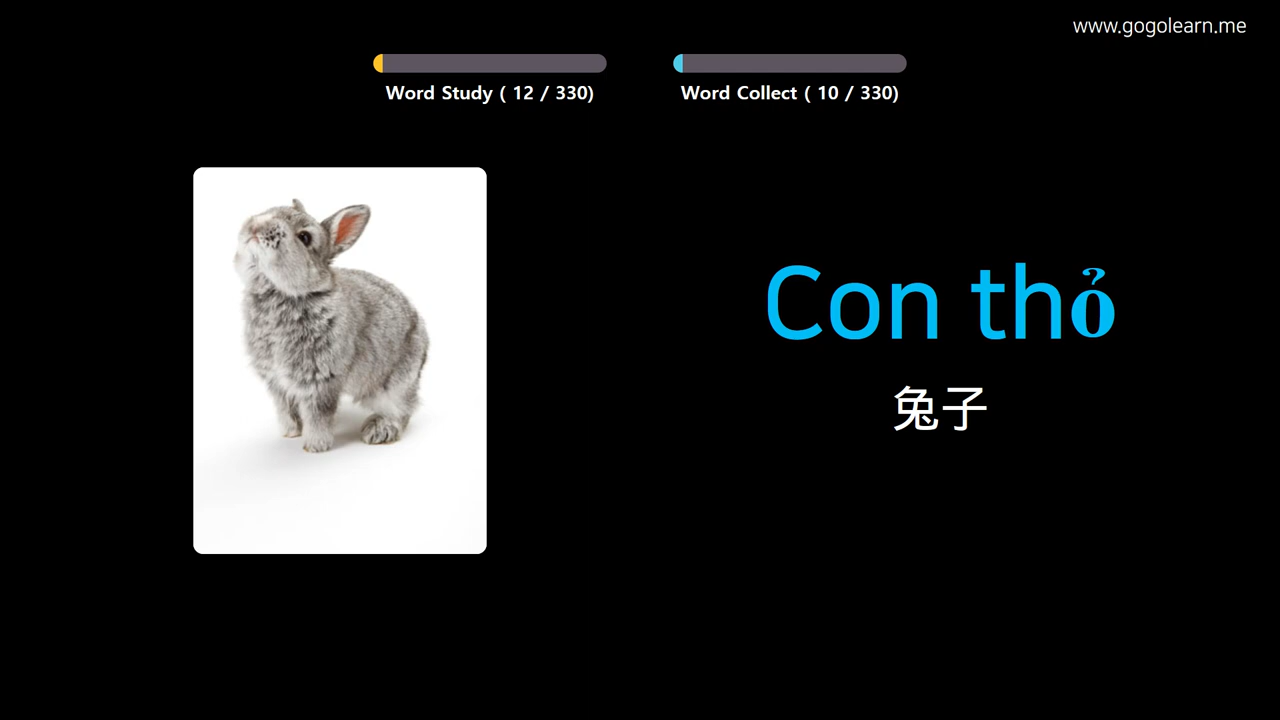 www.gogolearn.me
Word Study ( 12 / 330)
Word Collect ( 10 / 330)
Con thỏ
兔子